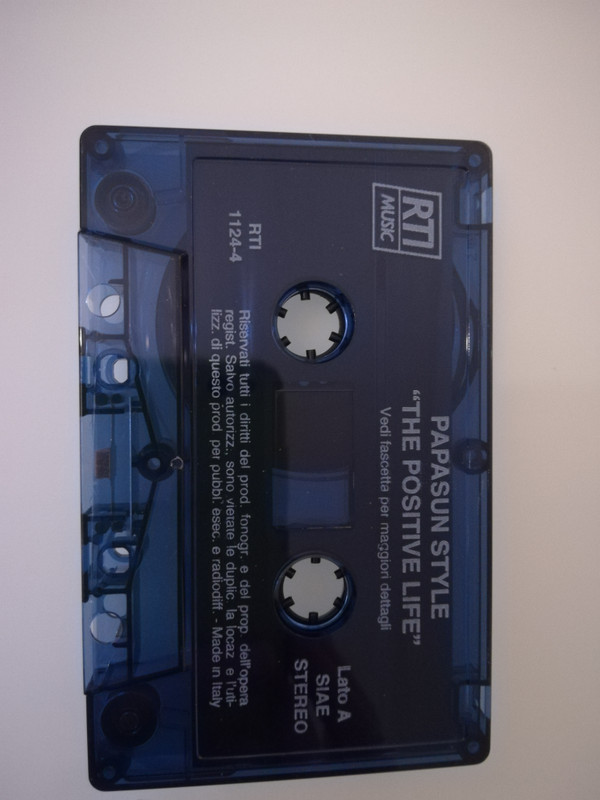 RTI
MUSIC
PAPASUN STYLE
“THE POSITIVE LIFE”
Vedi fascetta per maggiori dettagli
RTI
1124-4
Lato A
SIAE
STEREO
Riservati tutti i diritti del prod. fonogr. e del prop. dell'opera
regist. Salvo autorizz., sono vietate le duplic. la locaz. e l'uti-
lizz. di questo prod. per pubbl. esec. e radiodiff. - Made in Italy